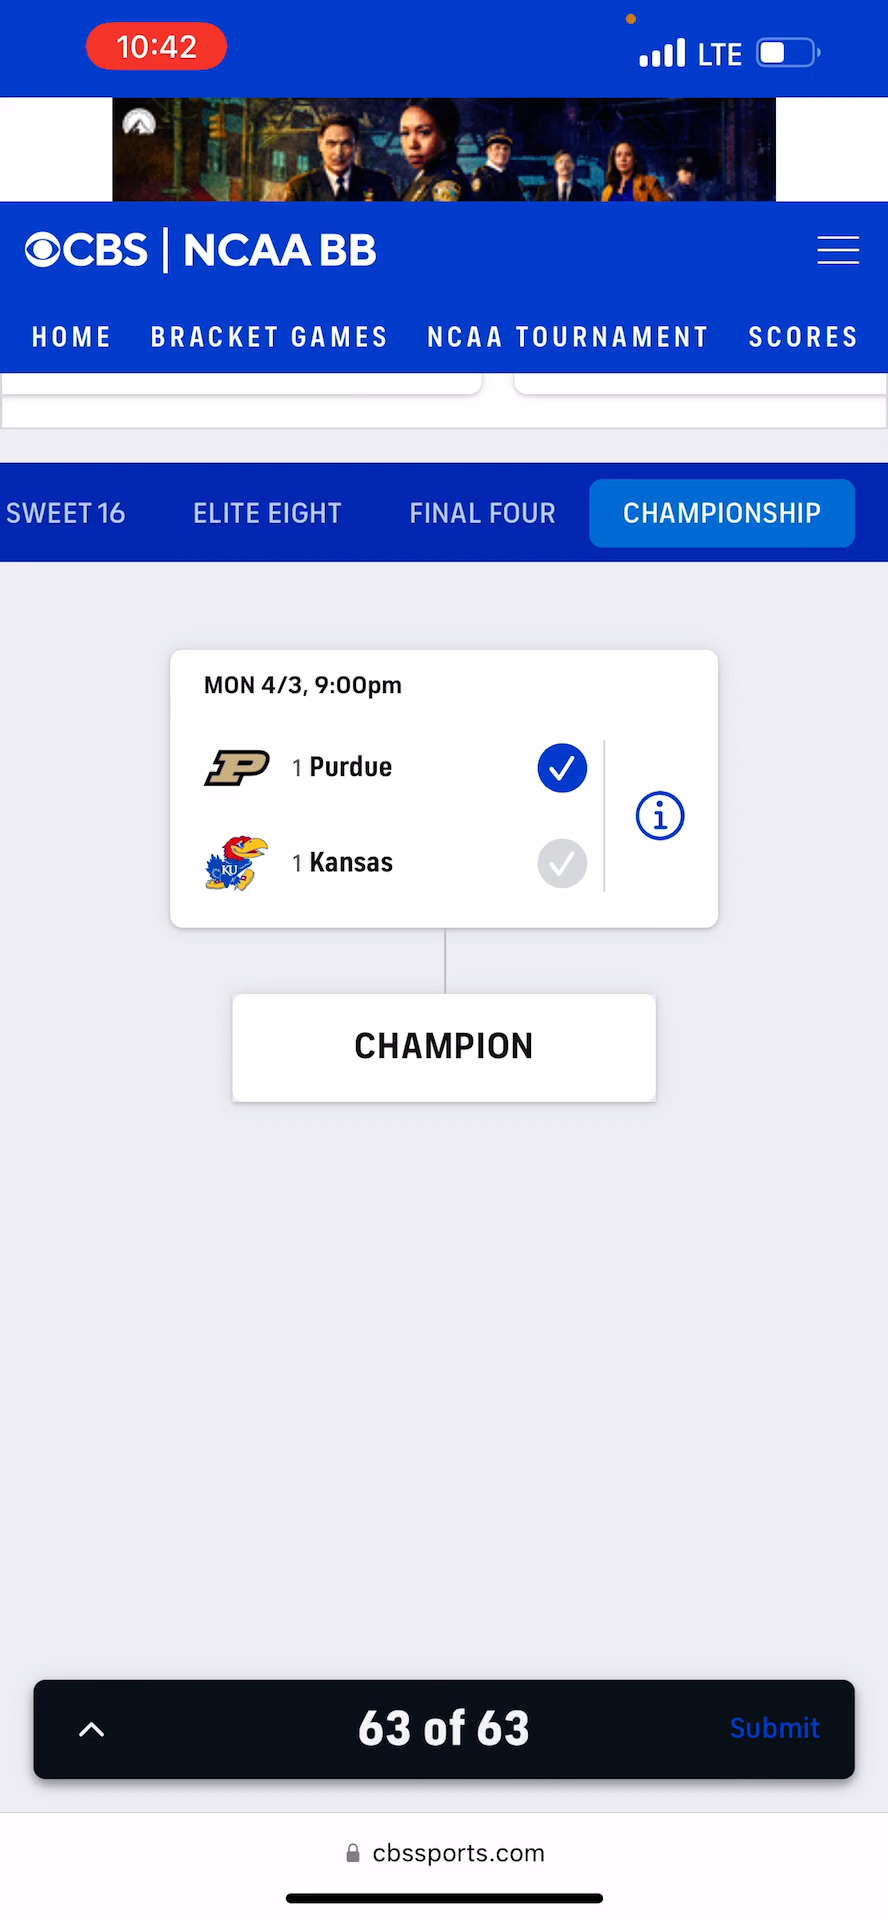 10:42
LTE
CBS | NCAA BB
HOME BRACKET GAMES NCAA TOURNAMENT SCORES
SWEET 16 ELITE EIGHT FINAL FOUR CHAMPIONSHIP
MON 4/3, 9:00pm
P 1 Purdue
KU 1 Kansas
CHAMPION
63 of 63 Submit
cbssports.com